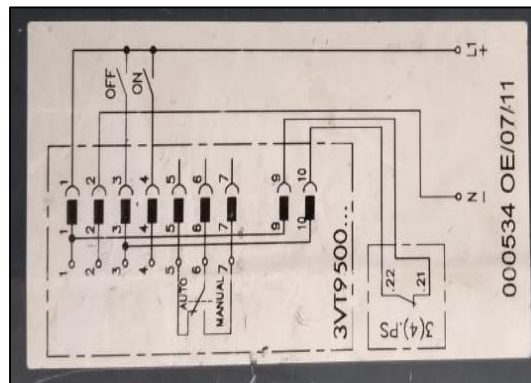 OFF
ON
L+
N—
1 2 3 4 5 6 7 9 10
1 2 3 4 5 6 7 9 10
1 2 3 4 5 6 7
AUTO
MANUAL
.22
.21
3(4).PS
3VT9500...
000534 OE/07/11